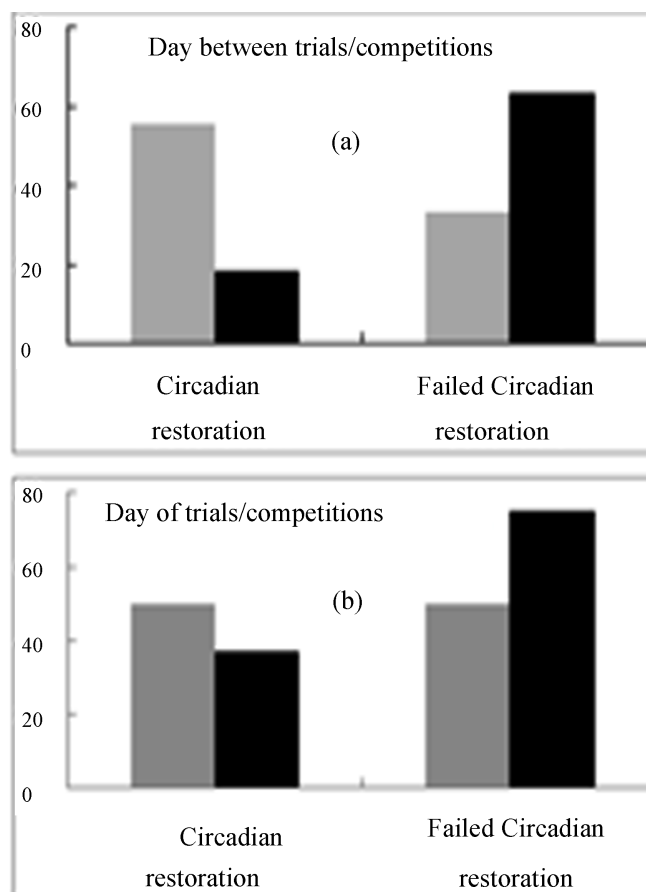 80
Day between trials/competitions
60
(a)
40
20
0
Circadian
restoration
Failed Circadian
restoration
80
Day of trials/competitions
60
(b)
40
20
0
Circadian
restoration
Failed Circadian
restoration